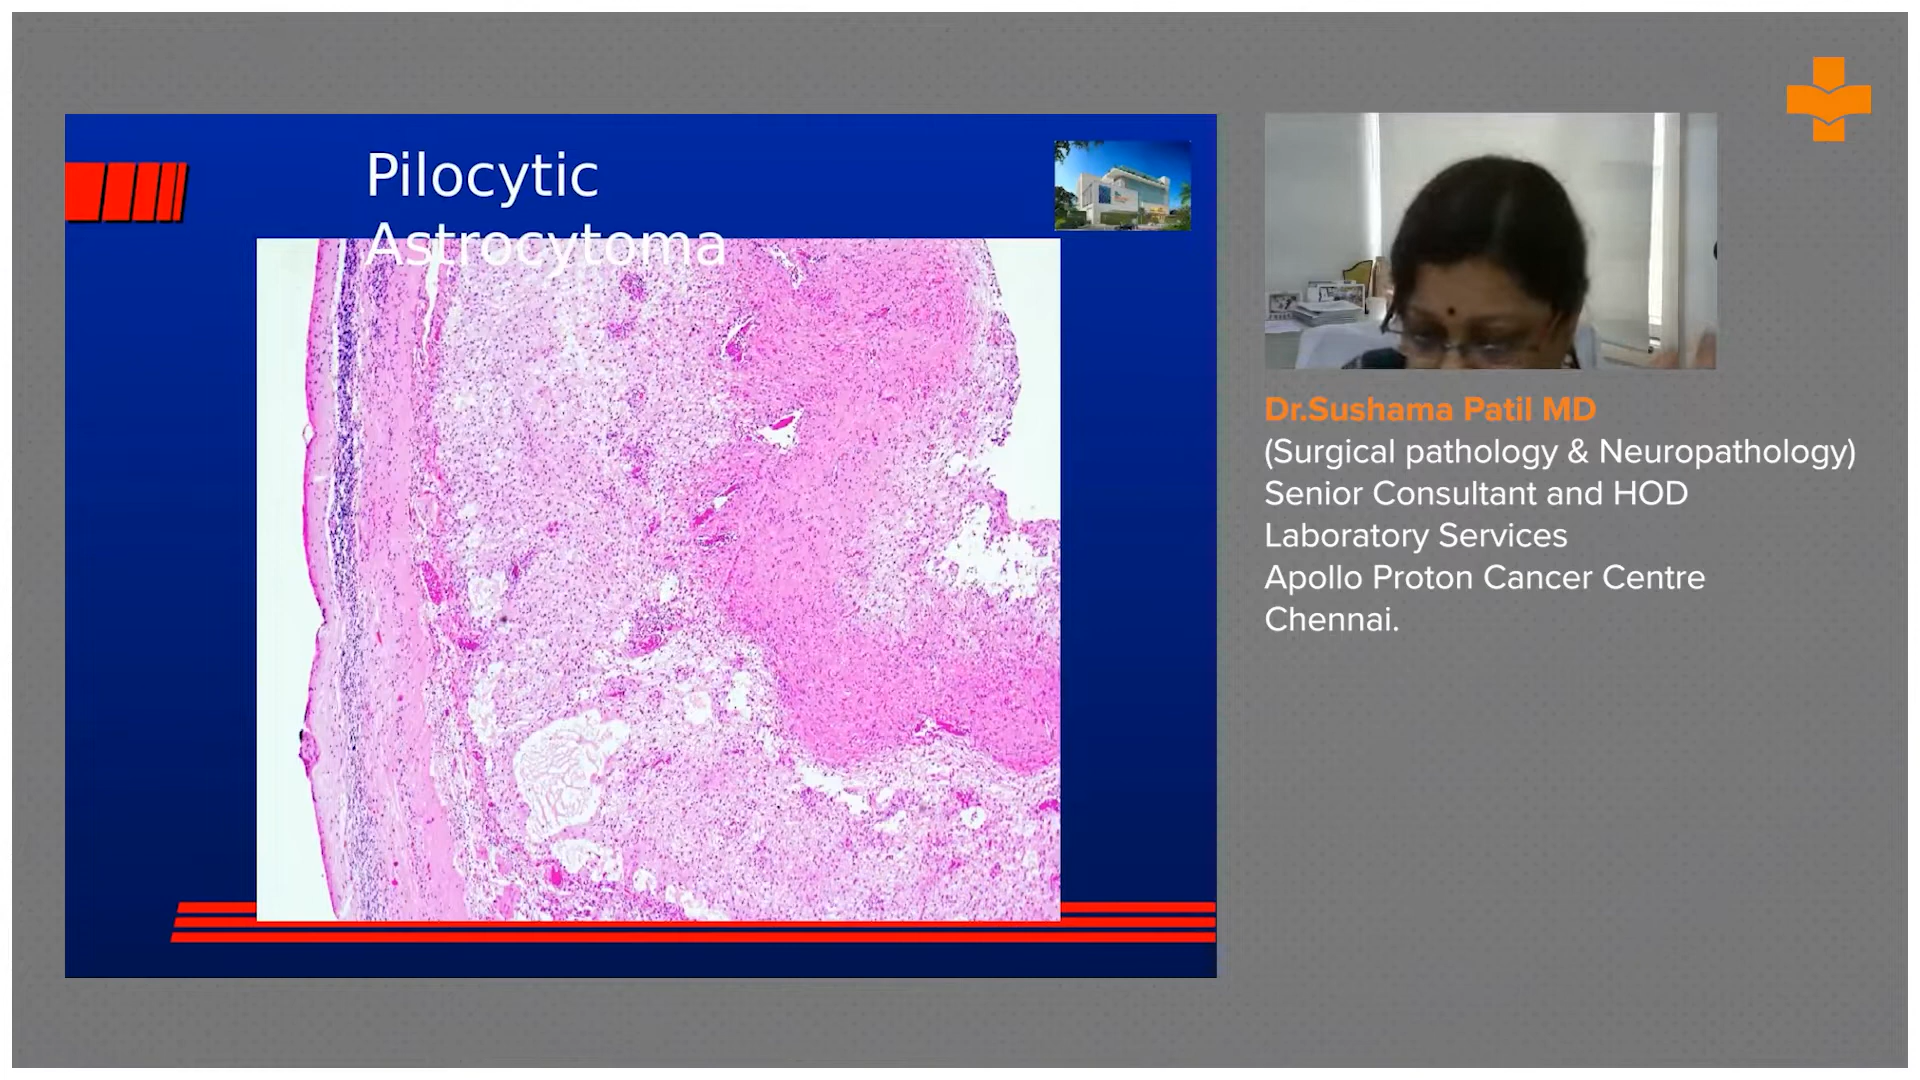 Pilocytic
Astrocytoma
Dr.Sushama Patil MD
(Surgical pathology & Neuropathology)
Senior Consultant and HOD
Laboratory Services
Apollo Proton Cancer Centre
Chennai.